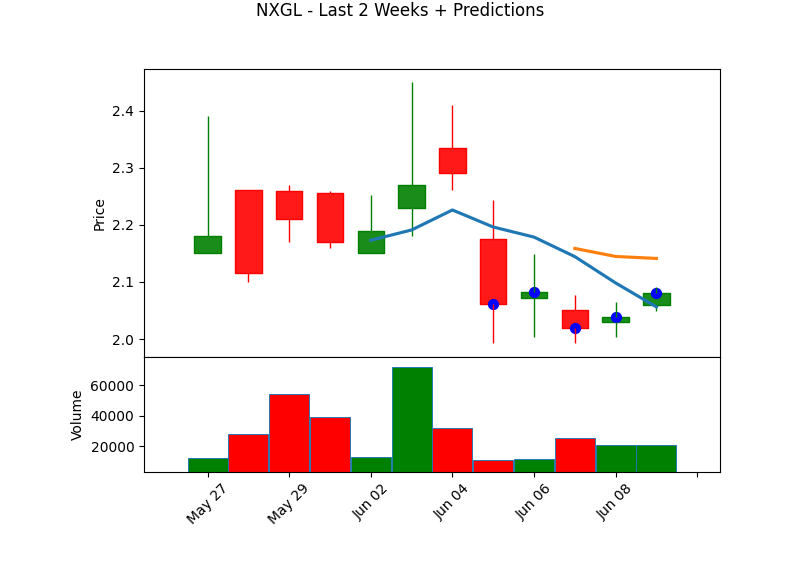 NXGL - Last 2 Weeks + Predictions
Price
2.4
2.3
2.2
2.1
2.0
Volume
60000
40000
20000
May 27
May 29
Jun 02
Jun 04
Jun 06
Jun 08